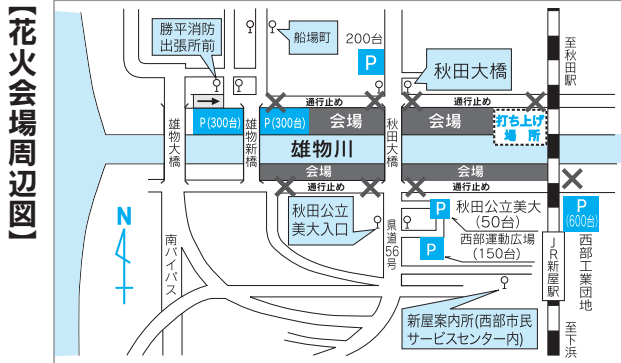 【花火会場周辺図】
勝平消防
出張所前
船場町
200台
P
秋田大橋
至秋田駅
通行止め
通行止め
P(300台)
P(300台)
会場
会場
打ち上げ
場所
雄物大橋
雄物新橋
雄物川
秋田大橋
会場
会場
通行止め
通行止め
秋田公立
美大入口
県道56号
P
秋田公立美大
(50台)
P
西部運動広場
(150台)
P
(600台)
N
南バイパス
JR新屋駅
西部工業団地
新屋案内所(西部市民
サービスセンター内)
至下浜